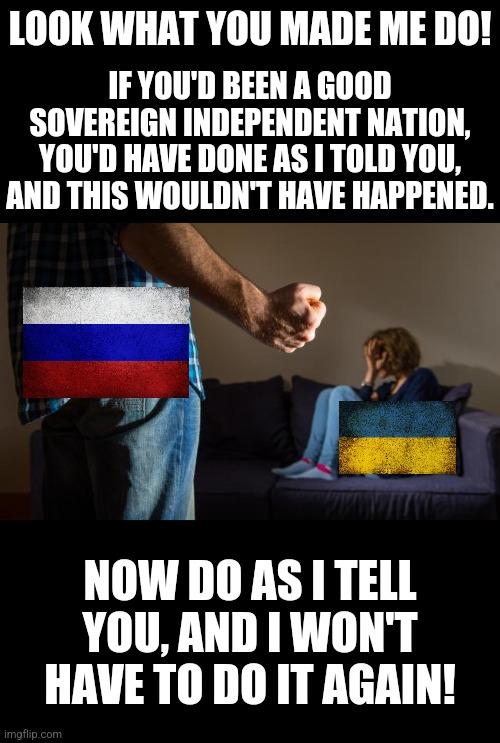 LOOK WHAT YOU MADE ME DO!
IF YOU'D BEEN A GOOD
SOVEREIGN INDEPENDENT NATION,
YOU'D HAVE DONE AS I TOLD YOU,
AND THIS WOULDN'T HAVE HAPPENED.
NOW DO AS I TELL
YOU, AND I WON'T
HAVE TO DO IT AGAIN!
imgflip.com